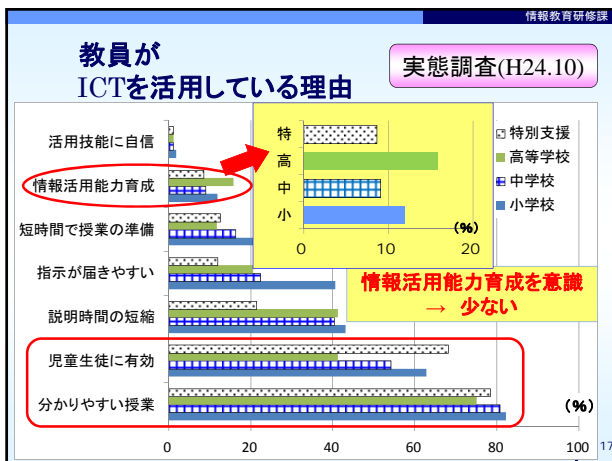 情報教育研修課
教員が
ICTを活用している理由
実態調査(H24.10)
活用技能に自信
情報活用能力育成
短時間で授業の準備
指示が届きやすい
説明時間の短縮
児童生徒に有効
分かりやすい授業
0 20 40 60 80 100
(%)
特
高
中
小
(%)
0 10 20
特別支援
高等学校
中学校
小学校
情報活用能力育成を意識
→ 少ない
17